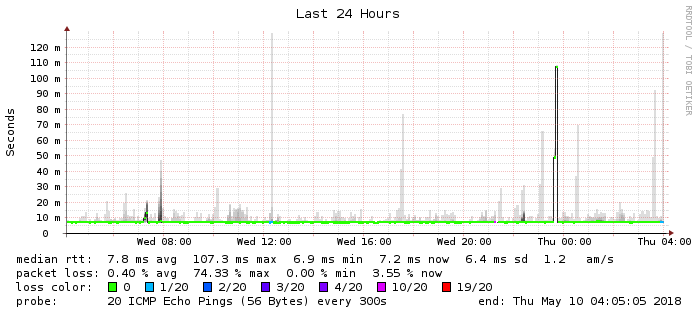 Last 24 Hours
RRDTOOL / TOBI OETIKER
Seconds
120 m
110 m
100 m
90 m
80 m
70 m
60 m
50 m
40 m
30 m
20 m
10 m
0
Wed 08:00 Wed 12:00 Wed 16:00 Wed 20:00 Thu 00:00 Thu 04:00
median rtt: 7.8 ms avg 107.3 ms max 6.9 ms min 7.2 ms now 6.4 ms sd 1.2 am/s
packet loss: 0.40 % avg 74.33 % max 0.00 % min 3.55 % now
loss color: 0 1/20 2/20 3/20 4/20 10/20 19/20
probe: 20 ICMP Echo Pings (56 Bytes) every 300s end: Thu May 10 04:05:05 2018